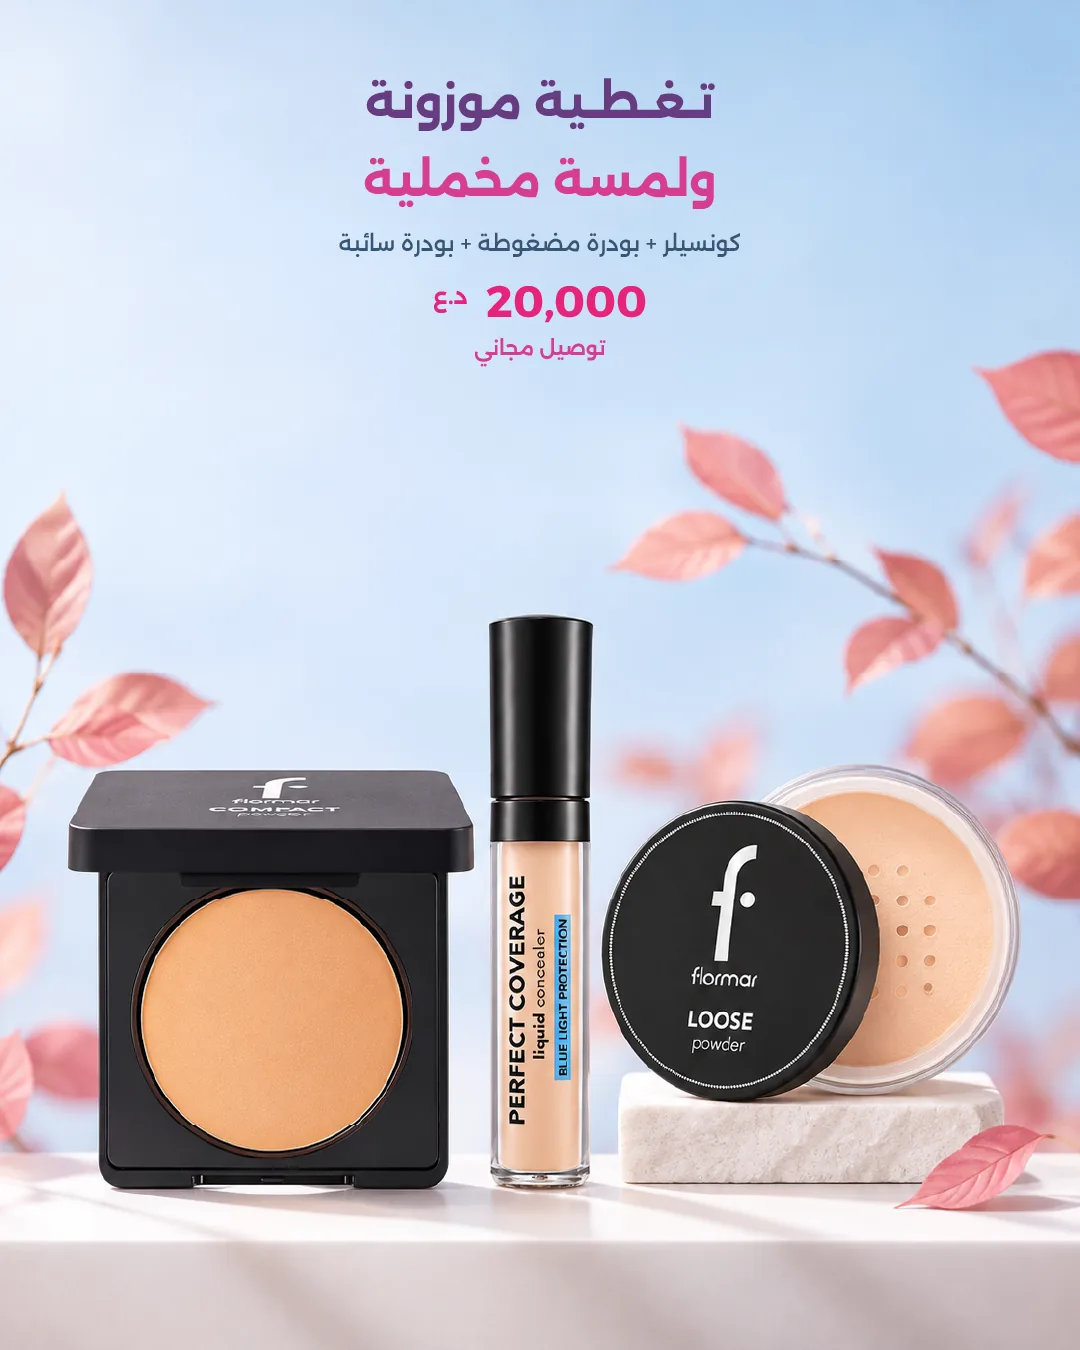 تغطية موزونة
ولمسة مخملية
كونسيلر + بودرة مضغوطة + بودرة سائبة
20,000 د.ع
توصيل مجاني
flormar
COMPACT
powder
PERFECT COVERAGE
liquid concealer
BLUE LIGHT PROTECTION
flormar
LOOSE
powder